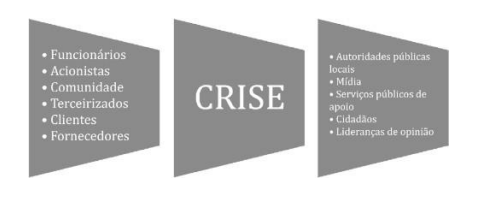 • Funcionários
• Acionistas
• Comunidade
• Terceirizados
• Clientes
• Fornecedores
CRISE
• Autoridades públicas
locais
• Mídia
• Serviços públicos de
apoio
• Cidadãos
• Lideranças de opinião